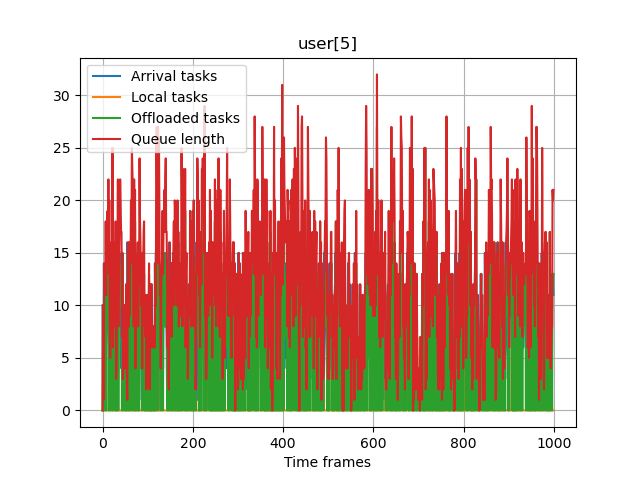 user[5]
Arrival tasks
Local tasks
Offloaded tasks
Queue length
30
25
20
15
10
5
0
0 200 400 600 800 1000
Time frames